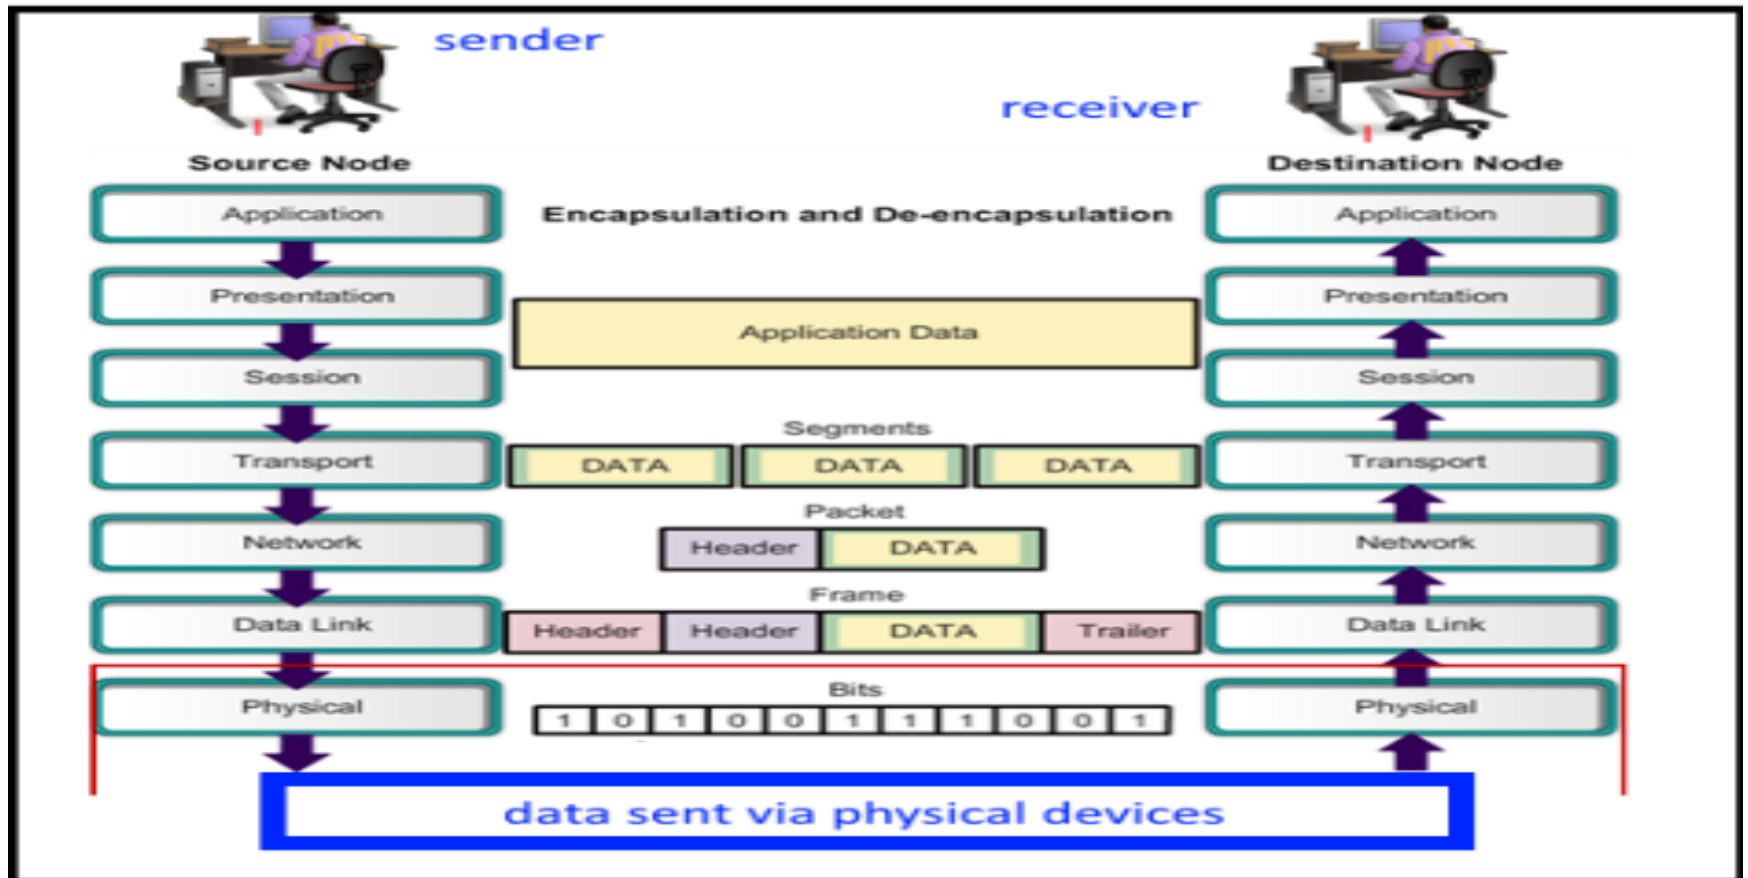 sender
receiver
Source Node
Destination Node
Application
Encapsulation and De-encapsulation
Application
Presentation
Application Data
Presentation
Session
Session
Segments
Transport
DATA DATA DATA
Transport
Packet
Network
Header DATA
Network
Frame
Data Link
Header Header DATA Trailer
Data Link
Bits
Physical
1 0 1 0 0 1 1 1 0 0 1
Physical
data sent via physical devices